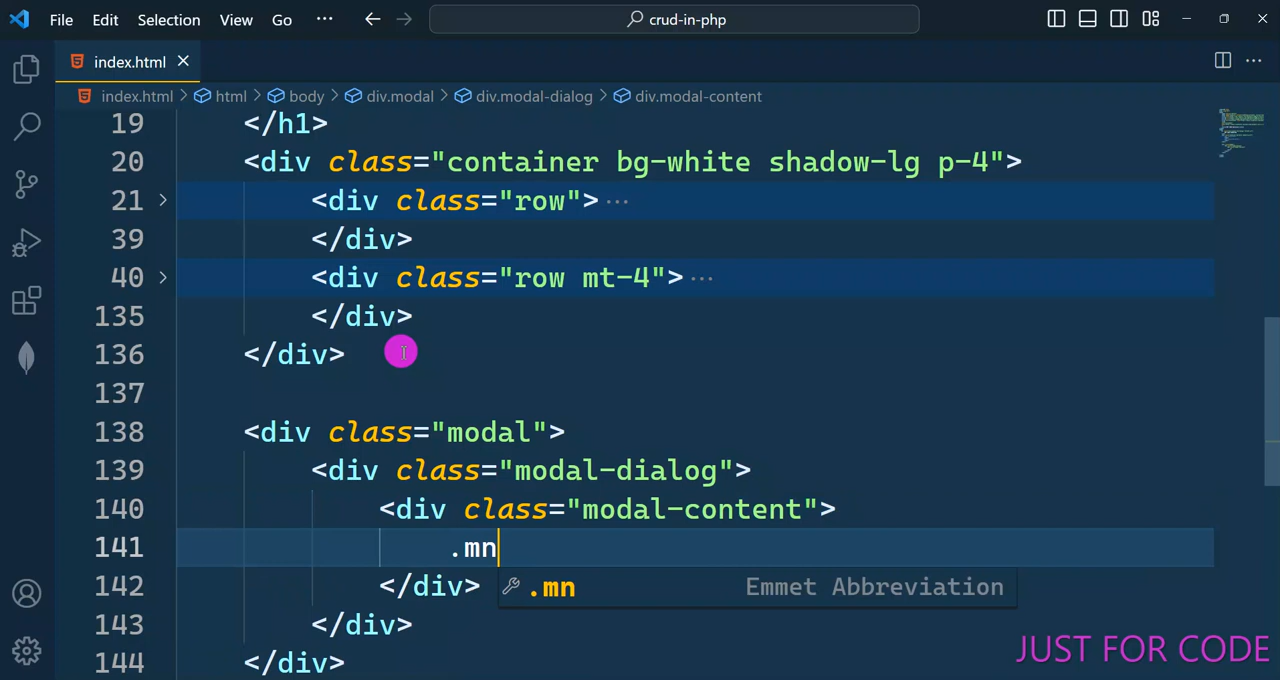 File Edit Selection View Go ··· crud-in-php
index.html
index.html > html > body > div.modal > div.modal-dialog > div.modal-content
19 </h1>
20 <div class="container bg-white shadow-lg p-4">
21 <div class="row">···
39 </div>
40 <div class="row mt-4">···
135 </div>
136 </div>
137
138 <div class="modal">
139 <div class="modal-dialog">
140 <div class="modal-content">
141 .mn
142 </div> .mn Emmet Abbreviation
143 </div>
144 </div>
JUST FOR CODE